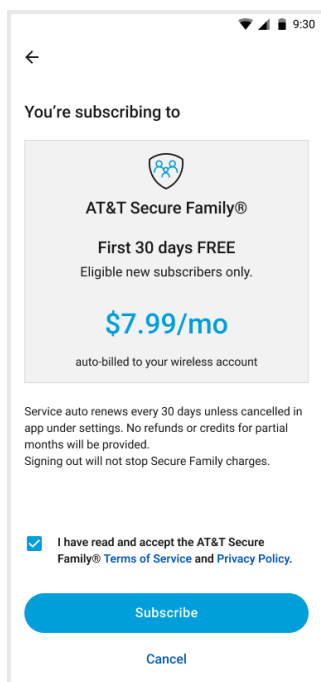 9:30
You're subscribing to
AT&T Secure Family®
First 30 days FREE
Eligible new subscribers only.
$7.99/mo
auto-billed to your wireless account
Service auto renews every 30 days unless cancelled in
app under settings. No refunds or credits for partial
months will be provided.
Signing out will not stop Secure Family charges.
I have read and accept the AT&T Secure
Family® Terms of Service and Privacy Policy.
Subscribe
Cancel